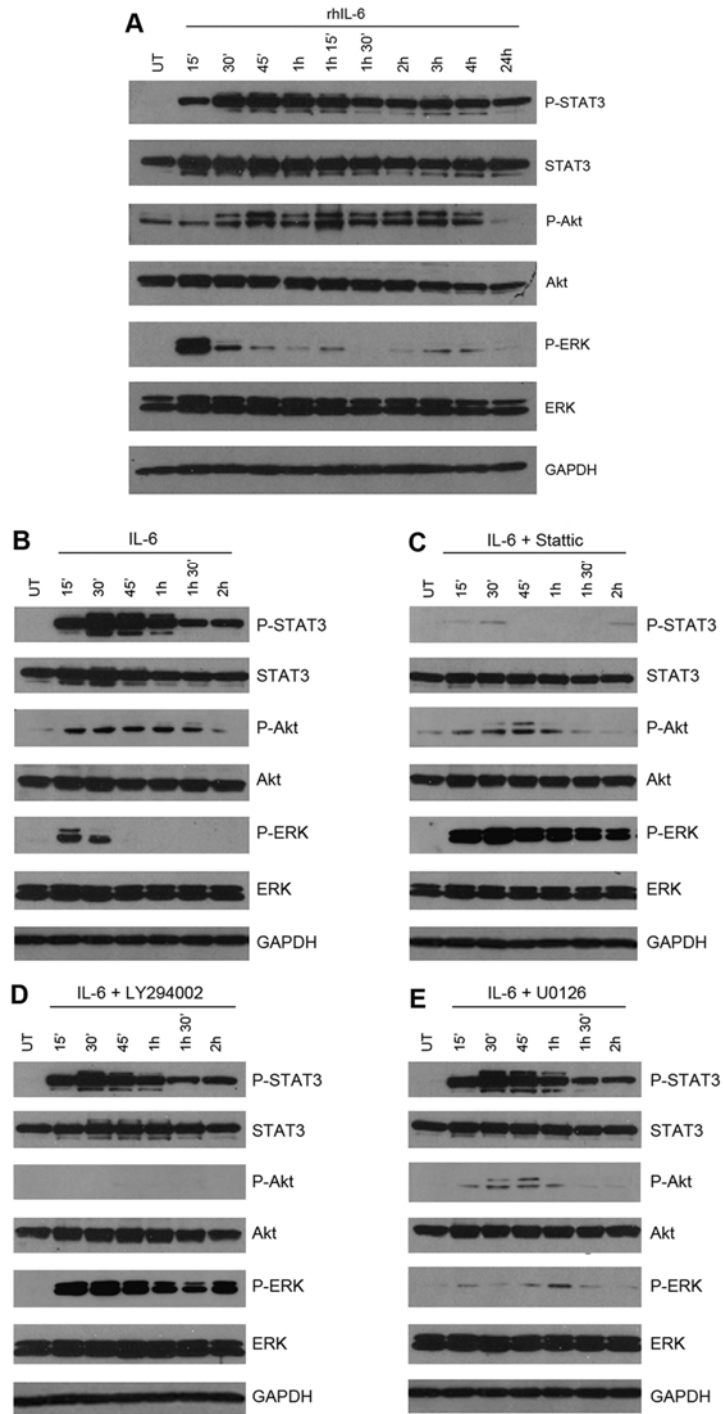 A
rhIL-6
UT 15' 30' 45' 1h 1h 15' 1h 30' 2h 3h 4h 24h
P-STAT3
STAT3
P-Akt
Akt
P-ERK
ERK
GAPDH
B
IL-6
UT 15' 30' 45' 1h 1h 30' 2h
P-STAT3
STAT3
P-Akt
Akt
P-ERK
ERK
GAPDH
C
IL-6 + Stattic
UT 15' 30' 45' 1h 1h 30' 2h
P-STAT3
STAT3
P-Akt
Akt
P-ERK
ERK
GAPDH
D
IL-6 + LY294002
UT 15' 30' 45' 1h 1h 30' 2h
P-STAT3
STAT3
P-Akt
Akt
P-ERK
ERK
GAPDH
E
IL-6 + U0126
UT 15' 30' 45' 1h 1h 30' 2h
P-STAT3
STAT3
P-Akt
Akt
P-ERK
ERK
GAPDH